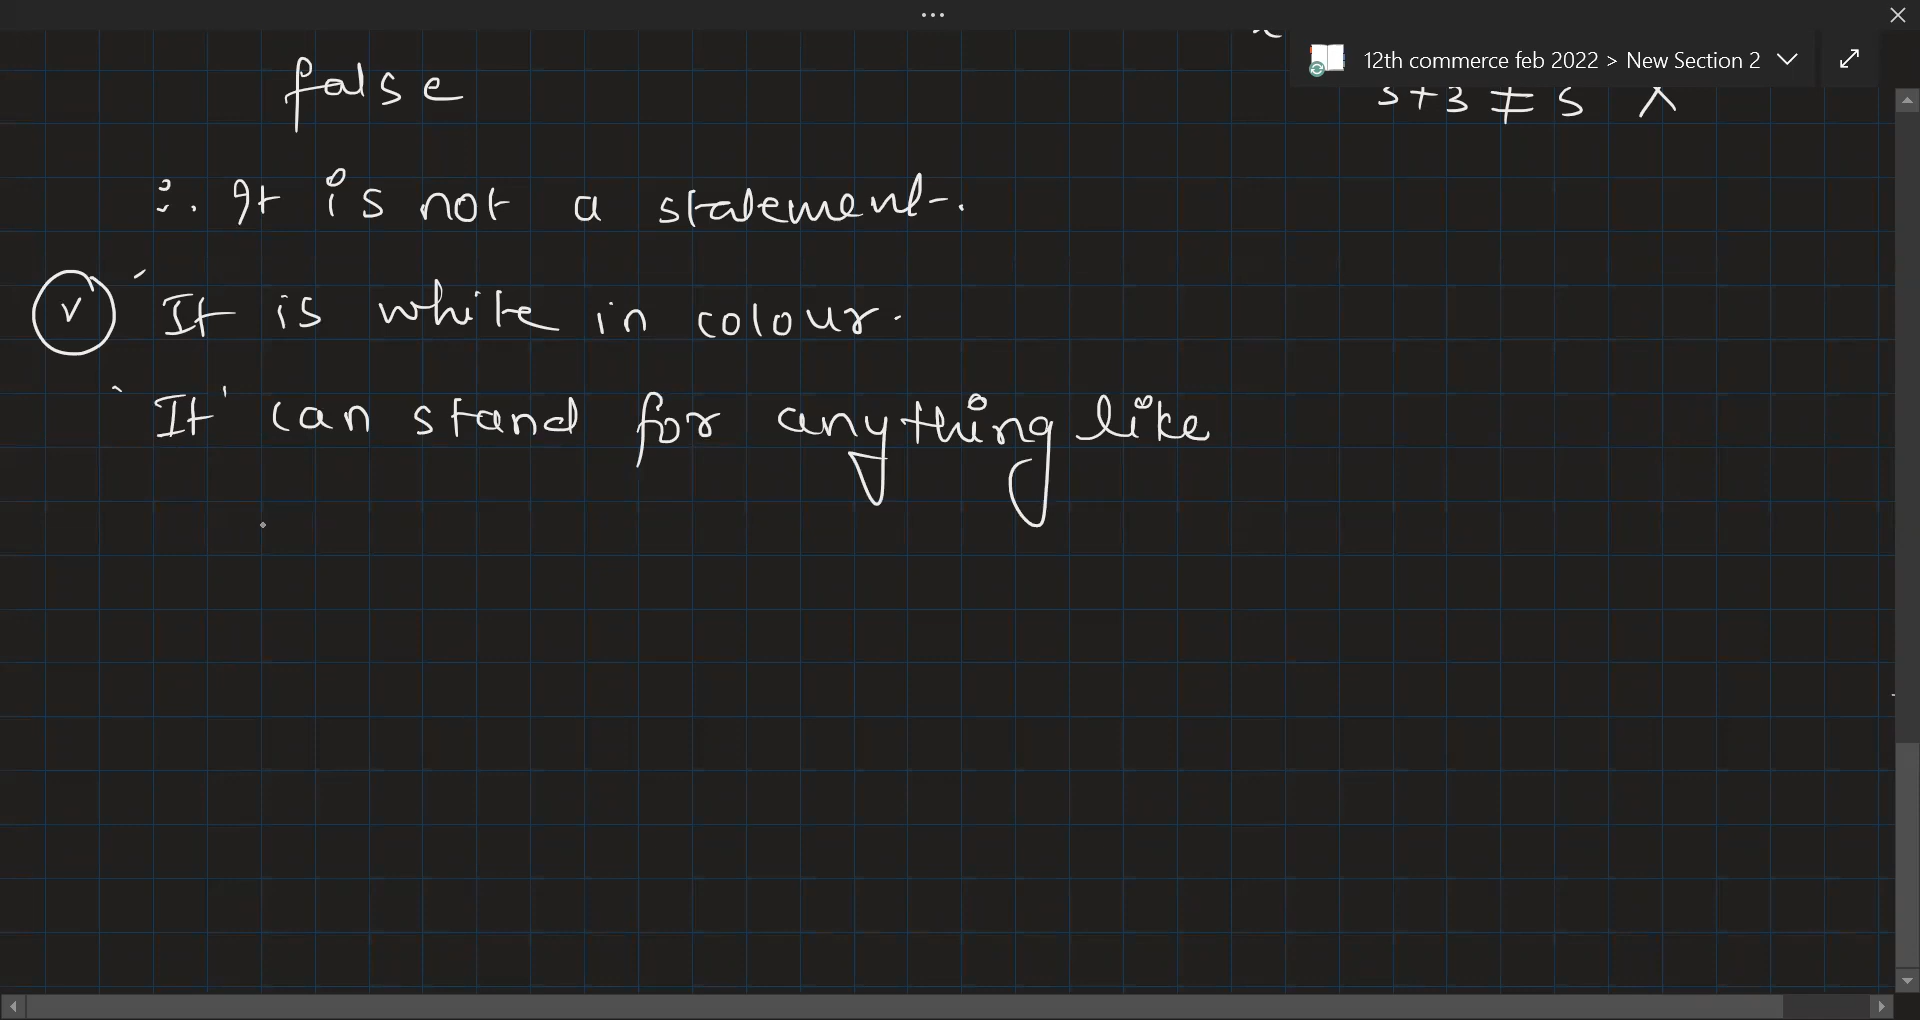 12th commerce feb 2022 > New Section 2
false
5+3 ≠ 5 X
∴ It is not a statement.
(v) It is white in colour.
'It' can stand for anything like